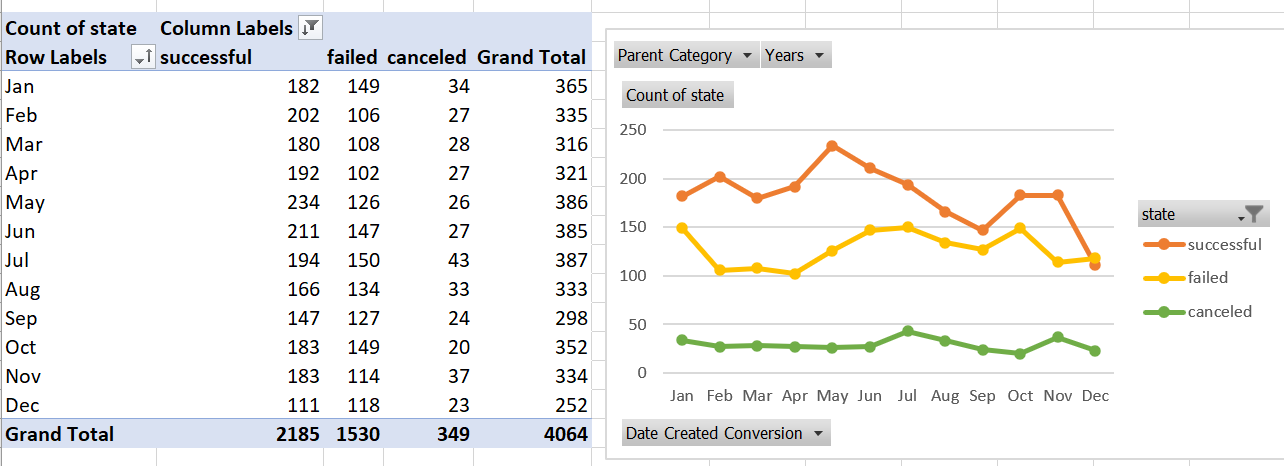 Count of state Column Labels
Row Labels successful failed canceled Grand Total
Jan 182 149 34 365
Feb 202 106 27 335
Mar 180 108 28 316
Apr 192 102 27 321
May 234 126 26 386
Jun 211 147 27 385
Jul 194 150 43 387
Aug 166 134 33 333
Sep 147 127 24 298
Oct 183 149 20 352
Nov 183 114 37 334
Dec 111 118 23 252
Grand Total 2185 1530 349 4064
Parent Category Years
Count of state
250
200
150
100
50
0
Jan Feb Mar Apr May Jun Jul Aug Sep Oct Nov Dec
state
successful
failed
canceled
Date Created Conversion